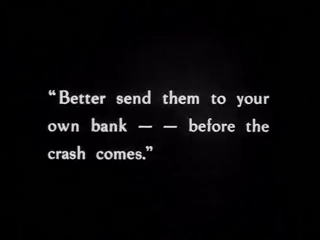 “Better send them to your
own bank — — before the
crash comes.”